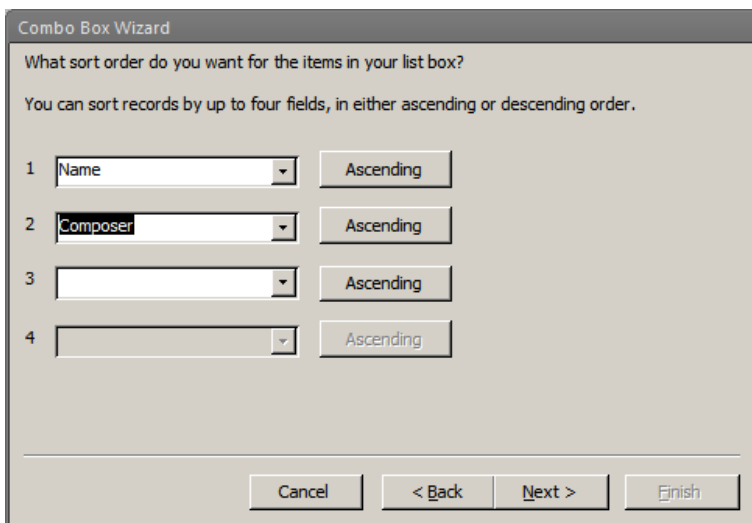 Combo Box Wizard
What sort order do you want for the items in your list box?
You can sort records by up to four fields, in either ascending or descending order.
1 Name Ascending
2 Composer Ascending
3 Ascending
4 Ascending
Cancel < Back Next > Finish